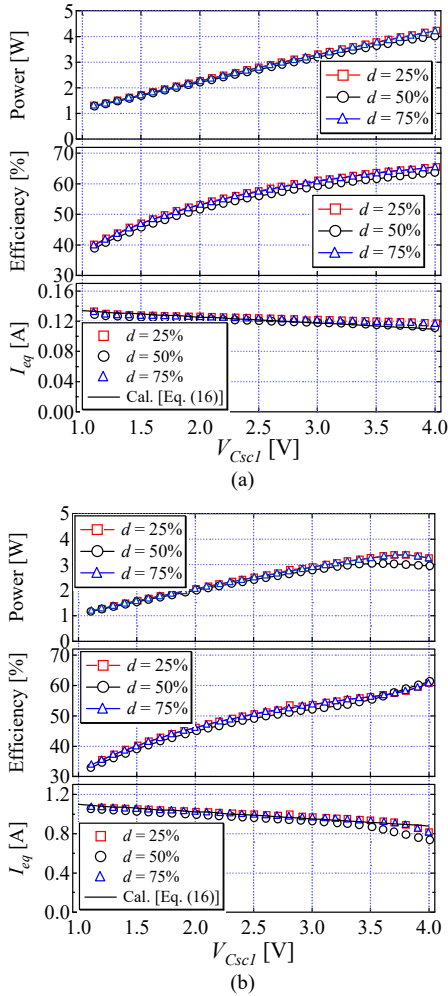 5
4
3
2
1
0
Power [W]
d = 25%
d = 50%
d = 75%
70
60
50
40
30
Efficiency [%]
d = 25%
d = 50%
d = 75%
0.16
0.12
0.08
0.04
0.00
I_eq [A]
d = 25%
d = 50%
d = 75%
Cal. [Eq. (16)]
1.0 1.5 2.0 2.5 3.0 3.5 4.0
V_Csc1 [V]
(a)
5
4
3
2
1
0
Power [W]
d = 25%
d = 50%
d = 75%
70
60
50
40
30
Efficiency [%]
d = 25%
d = 50%
d = 75%
1.2
0.8
0.4
0.0
I_eq [A]
d = 25%
d = 50%
d = 75%
Cal. [Eq. (16)]
1.0 1.5 2.0 2.5 3.0 3.5 4.0
V_Csc1 [V]
(b)